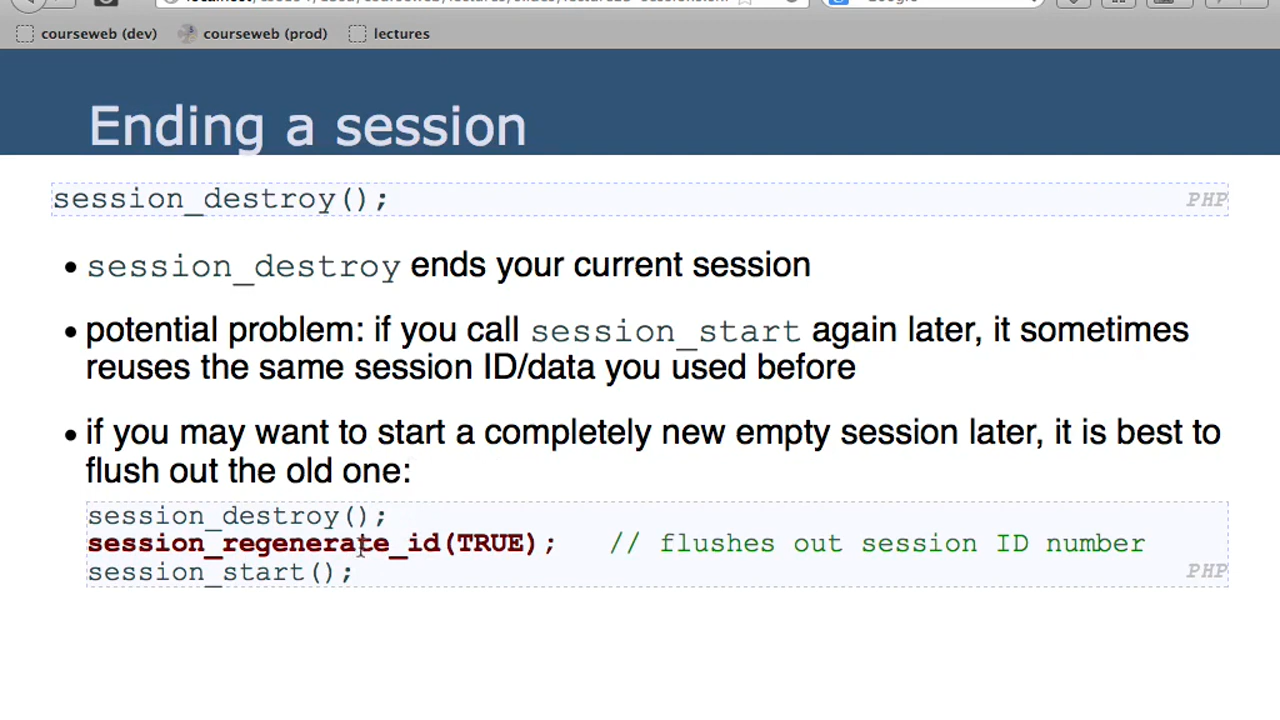 courseweb (dev) courseweb (prod) lectures
Ending a session
session_destroy();
PHP
• session_destroy ends your current session
• potential problem: if you call session_start again later, it sometimes
reuses the same session ID/data you used before
• if you may want to start a completely new empty session later, it is best to
flush out the old one:
session_destroy();
session_regenerate_id(TRUE); // flushes out session ID number
session_start();
PHP